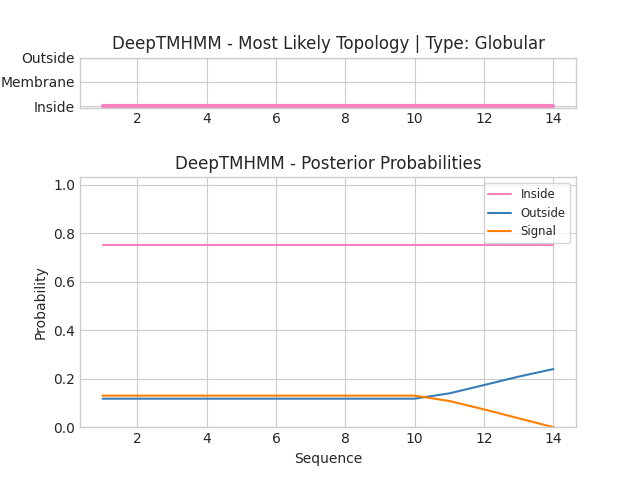 DeepTMHMM - Most Likely Topology | Type: Globular
Outside
Membrane
Inside
2 4 6 8 10 12 14
DeepTMHMM - Posterior Probabilities
1.0
0.8
0.6
0.4
0.2
0.0
Probability
Inside
Outside
Signal
2 4 6 8 10 12 14
Sequence